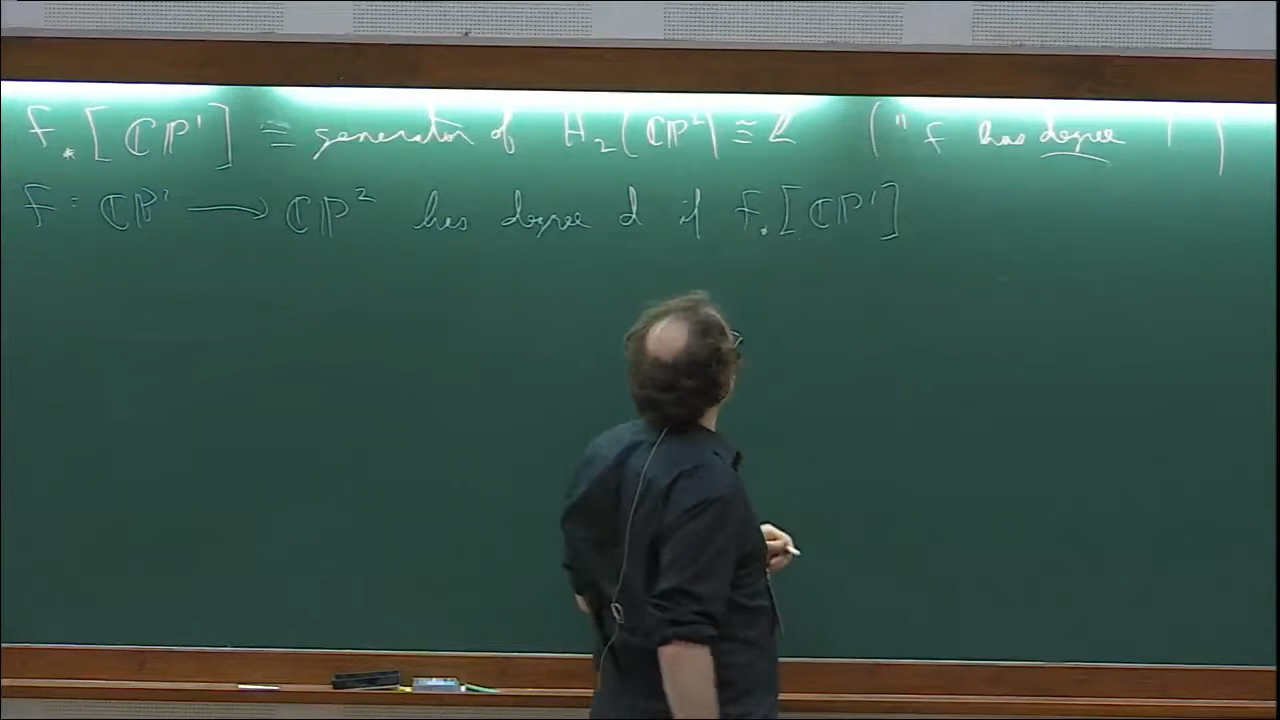 f_*[ℂℙ¹] ≡ generator of H₂(ℂℙ²) ≅ ℤ ("f has degree 1)
f : ℂℙ¹ ⟶ ℂℙ² has degree d if f_*[ℂℙ¹]